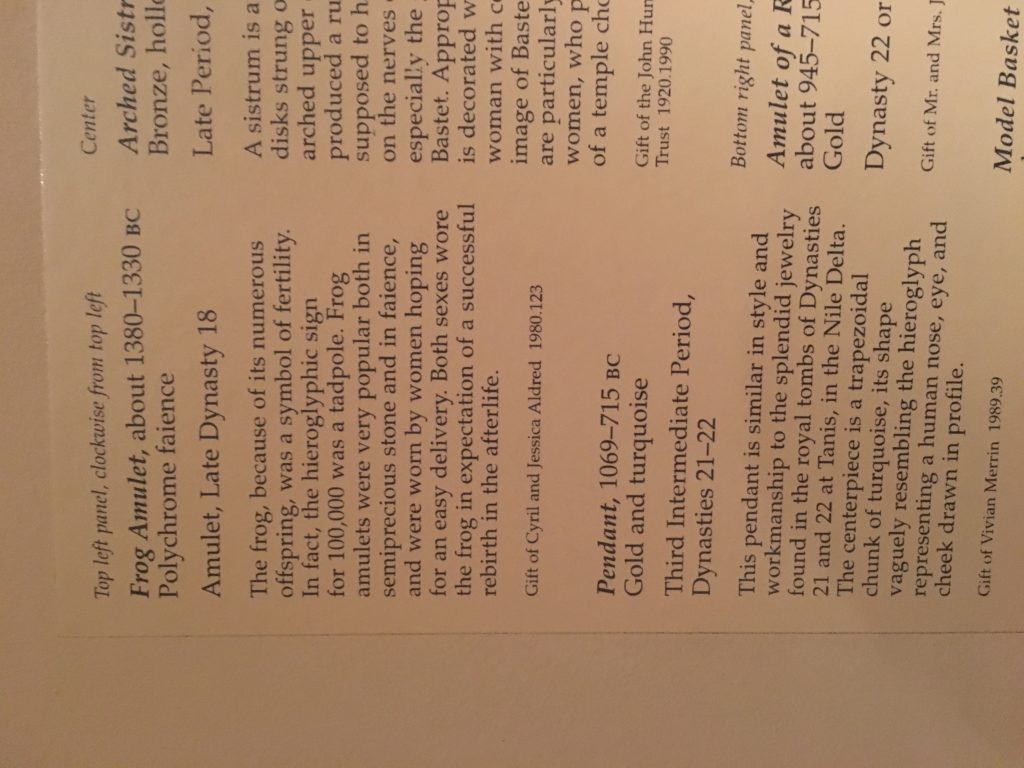 Top left panel, clockwise from top left
Frog Amulet, about 1380–1330 BC
Polychrome faience
Amulet, Late Dynasty 18
The frog, because of its numerous
offspring, was a symbol of fertility.
In fact, the hieroglyphic sign
for 100,000 was a tadpole. Frog
amulets were very popular both in
semiprecious stone and in faience,
and were worn by women hoping
for an easy delivery. Both sexes wore
the frog in expectation of a successful
rebirth in the afterlife.
Gift of Cyril and Jessica Aldred 1980.123
Pendant, 1069–715 BC
Gold and turquoise
Third Intermediate Period,
Dynasties 21–22
This pendant is similar in style and
workmanship to the splendid jewelry
found in the royal tombs of Dynasties
21 and 22 at Tanis, in the Nile Delta.
The centerpiece is a trapezoidal
chunk of turquoise, its shape
vaguely resembling the hieroglyph
representing a human nose, eye, and
cheek drawn in profile.
Gift of Vivian Merrin 1989.39
Center
Arched Sistr
Bronze, hollo
Late Period,
A sistrum is a
disks strung o
arched upper
produced a ru
supposed to ha
on the nerves
especially the
Bastet. Approp
is decorated w
woman with co
image of Baste
are particularly
women, who p
of a temple cho
Gift of the John Hun
Trust 1920.1990
Bottom right panel,
Amulet of a R
about 945–715
Gold
Dynasty 22 or
Gift of Mr. and Mrs. J
Model Basket